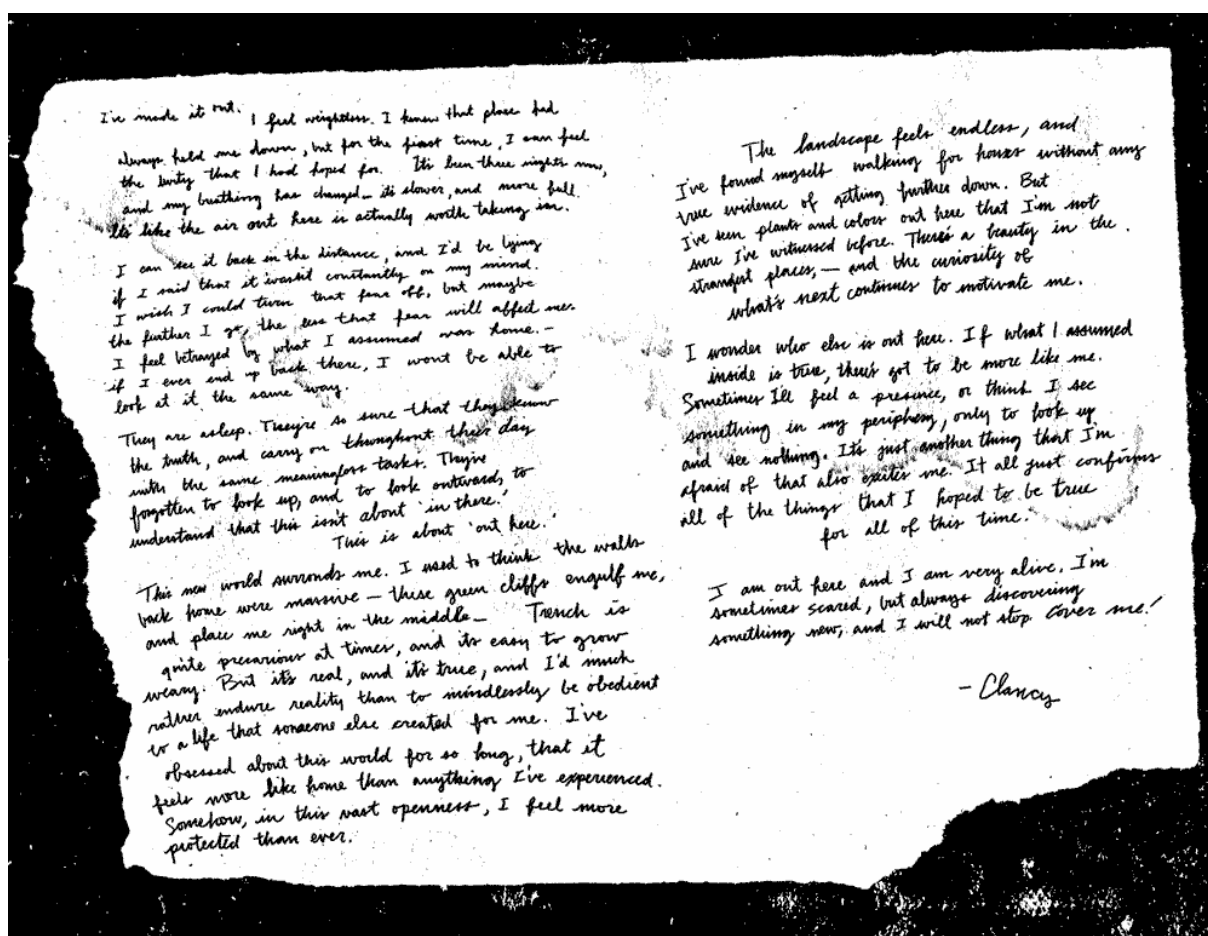 I've made it out. I feel weightless. I knew that place had
always held me down, but for the first time, I can feel
the levity that I had hoped for. It's been three nights now,
and my breathing has changed – it's slower, and more full.
It's like the air out here is actually worth taking in.
I can see it back in the distance, and I'd be lying
if I said that it wasn't constantly on my mind.
I wish I could turn that fear off, but maybe
the further I go, the less that fear will affect me.
I feel betrayed by what I assumed was home. –
if I ever end up back there, I won't be able to
look at it the same way.
They are asleep. They're so sure that they know
the truth, and carry on throughout their day
with the same meaningless tasks. They've
forgotten to look up, and to look outward, to
understand that this isn't about 'in there.'
This is about 'out here.'
This new world surronds me. I used to think the walls
back home were massive – these green cliffs engulf me,
and place me right in the middle – Trench is
quite precarious at times, and its easy to grow
weary. But it's real, and it's true, and I'd much
rather endure reality than to mindlessly be obedient
to a life that someone else created for me. I've
obsessed about this world for so long, that it
feels more like home than anything I've experienced.
Somehow, in this vast openness, I feel more
protected than ever.
The landscape feels endless, and
I've found myself walking for hours without any
true evidence of getting further down. But
I've seen plants and colors out here that I'm not
sure I've witnessed before. There's a beauty in the
strangest places, – and the curiosity of
what's next continues to motivate me.
I wonder who else is out here. If what I assumed
inside is true, there's got to be more like me.
Sometimes I'll feel a presence, or think I see
something in my periphery, only to look up
and see nothing. It's just another thing that I'm
afraid of that also excites me. It all just confirms
all of the things that I hoped to be true
for all of this time.
I am out here and I am very alive. I'm
sometimes scared, but always discovering
something new, and I will not stop. Cover me!
– Clancy